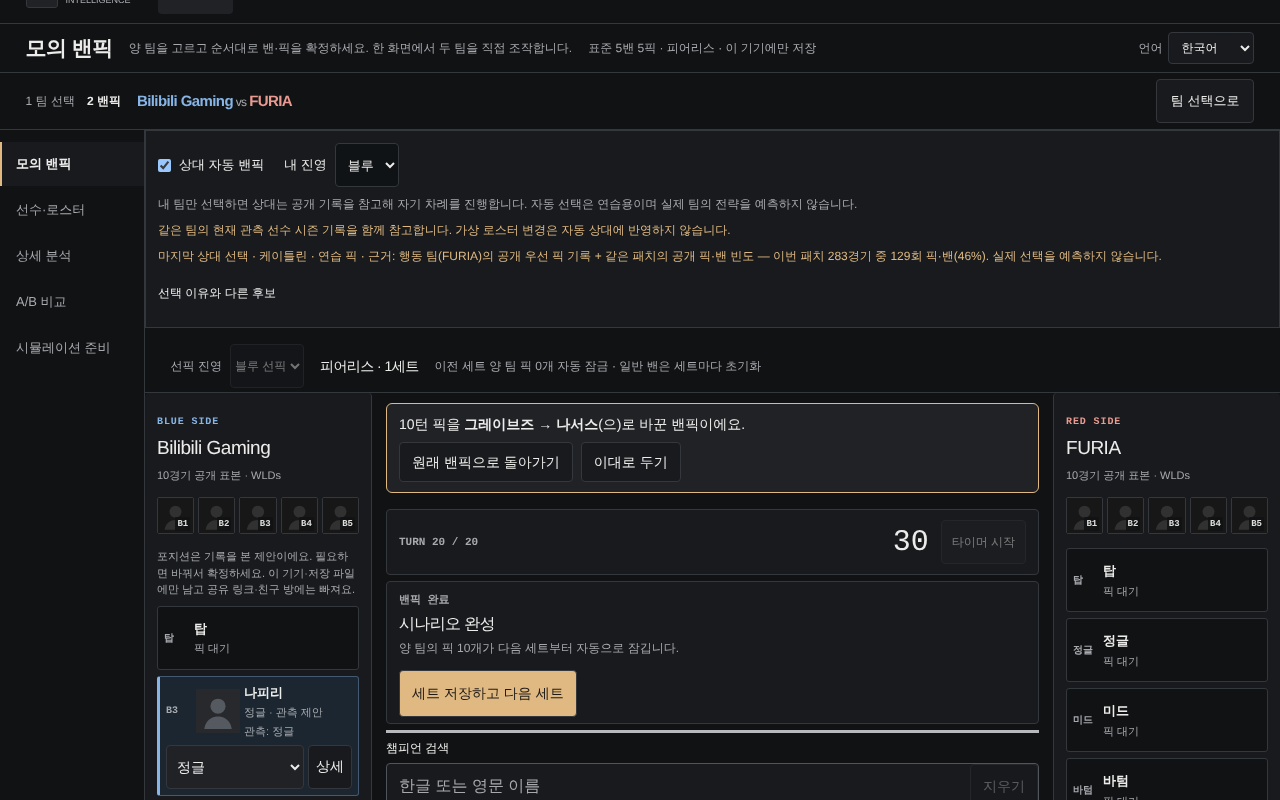 INTELLIGENCE
모의 밴픽
양 팀을 고르고 순서대로 밴·픽을 확정하세요. 한 화면에서 두 팀을 직접 조작합니다.
표준 5밴 5픽 · 피어리스 · 이 기기에만 저장
언어
한국어
1 팀 선택
2 밴픽
Bilibili Gaming vs FURIA
팀 선택으로
모의 밴픽
선수·로스터
상세 분석
A/B 비교
시뮬레이션 준비
상대 자동 밴픽
내 진영
블루
내 팀만 선택하면 상대는 공개 기록을 참고해 자기 차례를 진행합니다. 자동 선택은 연습용이며 실제 팀의 전략을 예측하지 않습니다.
같은 팀의 현재 관측 선수 시즌 기록을 함께 참고합니다. 가상 로스터 변경은 자동 상대에 반영하지 않습니다.
마지막 상대 선택 · 케이틀린 · 연습 픽 · 근거: 행동 팀(FURIA)의 공개 우선 픽 기록 + 같은 패치의 공개 픽·밴 빈도 — 이번 패치 283경기 중 129회 픽·밴(46%). 실제 선택을 예측하지 않습니다.
선택 이유와 다른 후보
선픽 진영
블루 선픽
피어리스 · 1세트
이전 세트 양 팀 픽 0개 자동 잠금 · 일반 밴은 세트마다 초기화
BLUE SIDE
Bilibili Gaming
10경기 공개 표본 · WLDs
B1
B2
B3
B4
B5
포지션은 기록을 본 제안이에요. 필요하
면 바꿔서 확정하세요. 이 기기·저장 파일
에만 남고 공유 링크·친구 방에는 빠져요.
탑
탑
픽 대기
B3
나피리
정글 · 관측 제안
관측: 정글
정글
상세
10턴 픽을 그레이브즈 → 나서스(으)로 바꾼 밴픽이에요.
원래 밴픽으로 돌아가기
이대로 두기
TURN 20 / 20
30
타이머 시작
밴픽 완료
시나리오 완성
양 팀의 픽 10개가 다음 세트부터 자동으로 잠깁니다.
세트 저장하고 다음 세트
챔피언 검색
한글 또는 영문 이름
지우기
RED SIDE
FURIA
10경기 공개 표본 · WLDs
B1
B2
B3
B4
B5
탑
탑
픽 대기
정글
정글
픽 대기
미드
미드
픽 대기
바텀
바텀